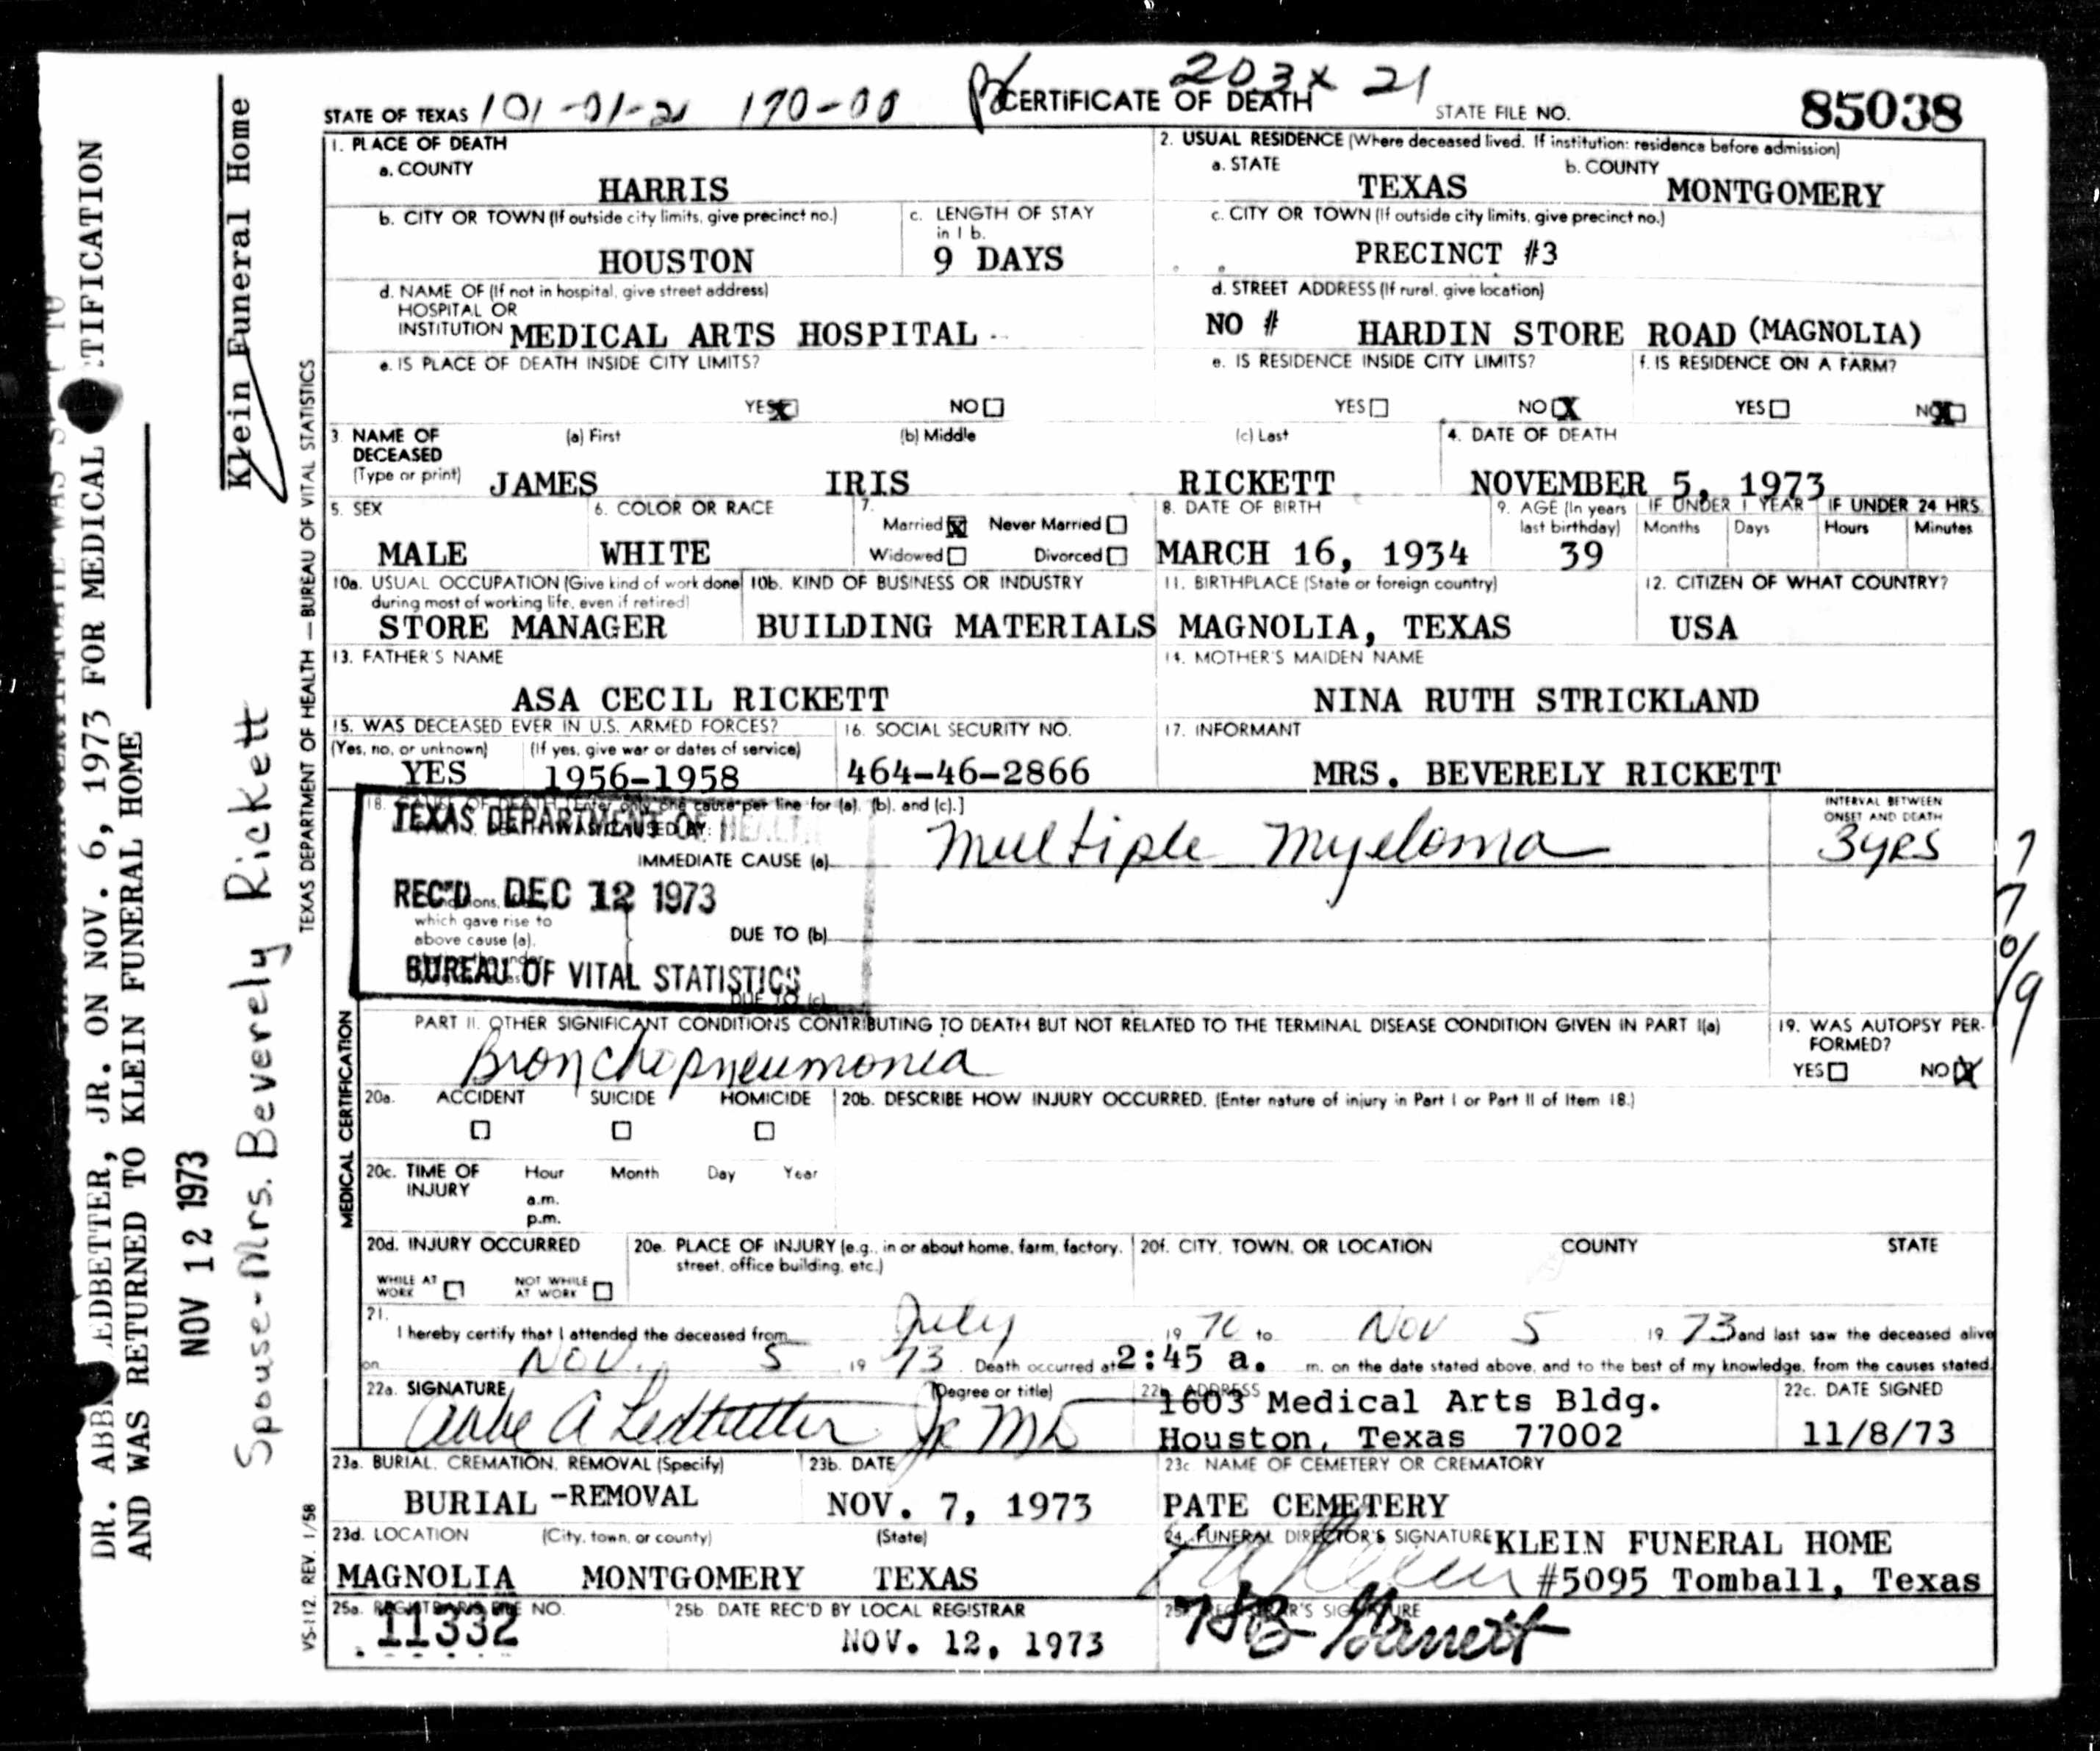 203x 21
STATE OF TEXAS 101-01-21 170-00 CERTIFICATE OF DEATH STATE FILE NO. 85038
1. PLACE OF DEATH
a. COUNTY
HARRIS
b. CITY OR TOWN (If outside city limits, give precinct no.)
HOUSTON
c. LENGTH OF STAY in 1 b.
9 DAYS
d. NAME OF (If not in hospital, give street address)
HOSPITAL OR
INSTITUTION MEDICAL ARTS HOSPITAL
e. IS PLACE OF DEATH INSIDE CITY LIMITS?
YES X NO
2. USUAL RESIDENCE (Where deceased lived. If institution: residence before admission)
a. STATE
TEXAS
b. COUNTY
MONTGOMERY
c. CITY OR TOWN (If outside city limits, give precinct no.)
PRECINCT #3
d. STREET ADDRESS (If rural, give location)
NO # HARDIN STORE ROAD (MAGNOLIA)
e. IS RESIDENCE INSIDE CITY LIMITS?
YES NO X
f. IS RESIDENCE ON A FARM?
YES NO X
3. NAME OF DECEASED
(Type or print)
(a) First
JAMES
(b) Middle
IRIS
(c) Last
RICKETT
4. DATE OF DEATH
NOVEMBER 5, 1973
5. SEX
MALE
6. COLOR OR RACE
WHITE
7.
Married X Never Married
Widowed Divorced
8. DATE OF BIRTH
MARCH 16, 1934
9. AGE (In years last birthday)
39
IF UNDER 1 YEAR
Months Days
IF UNDER 24 HRS.
Hours Minutes
10a. USUAL OCCUPATION (Give kind of work done
during most of working life, even if retired)
STORE MANAGER
10b. KIND OF BUSINESS OR INDUSTRY
BUILDING MATERIALS
11. BIRTHPLACE (State or foreign country)
MAGNOLIA, TEXAS
12. CITIZEN OF WHAT COUNTRY?
USA
13. FATHER'S NAME
ASA CECIL RICKETT
14. MOTHER'S MAIDEN NAME
NINA RUTH STRICKLAND
15. WAS DECEASED EVER IN U.S. ARMED FORCES?
(Yes, no, or unknown) (If yes, give war or dates of service)
YES 1956-1958
16. SOCIAL SECURITY NO.
464-46-2866
17. INFORMANT
MRS. BEVERELY RICKETT
18. CAUSE OF DEATH [Enter only one cause per line for (a), (b), and (c).]
TEXAS DEPARTMENT OF HEALTH
IMMEDIATE CAUSE (a) Multiple Myeloma
INTERVAL BETWEEN
ONSET AND DEATH
3 yrs
REC'D DEC 12 1973
which gave rise to
above cause (a),
DUE TO (b)
BUREAU OF VITAL STATISTICS
DUE TO (c)
PART II. OTHER SIGNIFICANT CONDITIONS CONTRIBUTING TO DEATH BUT NOT RELATED TO THE TERMINAL DISEASE CONDITION GIVEN IN PART I(a)
Bronchopneumonia
19. WAS AUTOPSY PERFORMED?
YES NO X
20a. ACCIDENT SUICIDE HOMICIDE
20b. DESCRIBE HOW INJURY OCCURRED. (Enter nature of injury in Part I or Part II of Item 18.)
20c. TIME OF INJURY
Hour Month Day Year
a.m.
p.m.
20d. INJURY OCCURRED
WHILE AT WORK NOT WHILE AT WORK
20e. PLACE OF INJURY (e.g., in or about home, farm, factory,
street, office building, etc.)
20f. CITY, TOWN, OR LOCATION COUNTY STATE
21.
I hereby certify that I attended the deceased from July 19 70 to Nov 5 19 73 and last saw the deceased alive
on Nov. 5 19 73. Death occurred at 2:45 a. m. on the date stated above, and to the best of my knowledge, from the causes stated.
22a. SIGNATURE (Degree or title)
Abbe A Ledbetter Jr MD
22b. ADDRESS
1603 Medical Arts Bldg.
Houston, Texas 77002
22c. DATE SIGNED
11/8/73
23a. BURIAL, CREMATION, REMOVAL (Specify)
BURIAL -REMOVAL
23b. DATE
NOV. 7, 1973
23c. NAME OF CEMETERY OR CREMATORY
PATE CEMETERY
23d. LOCATION (City, town, or county) (State)
MAGNOLIA MONTGOMERY TEXAS
24. FUNERAL DIRECTOR'S SIGNATURE KLEIN FUNERAL HOME
#5095 Tomball, Texas
25a. REGISTRAR'S FILE NO.
11332
25b DATE REC'D BY LOCAL REGISTRAR
NOV. 12, 1973
25c REGISTRAR'S SIGNATURE
MEDICAL CERTIFICATION
TEXAS DEPARTMENT OF HEALTH — BUREAU OF VITAL STATISTICS
VS-112, REV. 1/58
Klein Funeral Home
Spouse-Mrs. Beverely Rickett
NOV 12 1973
DR. ABB LEDBETTER, JR. ON NOV. 6, 1973 FOR MEDICAL ETIFICATION
AND WAS RETURNED TO KLEIN FUNERAL HOME